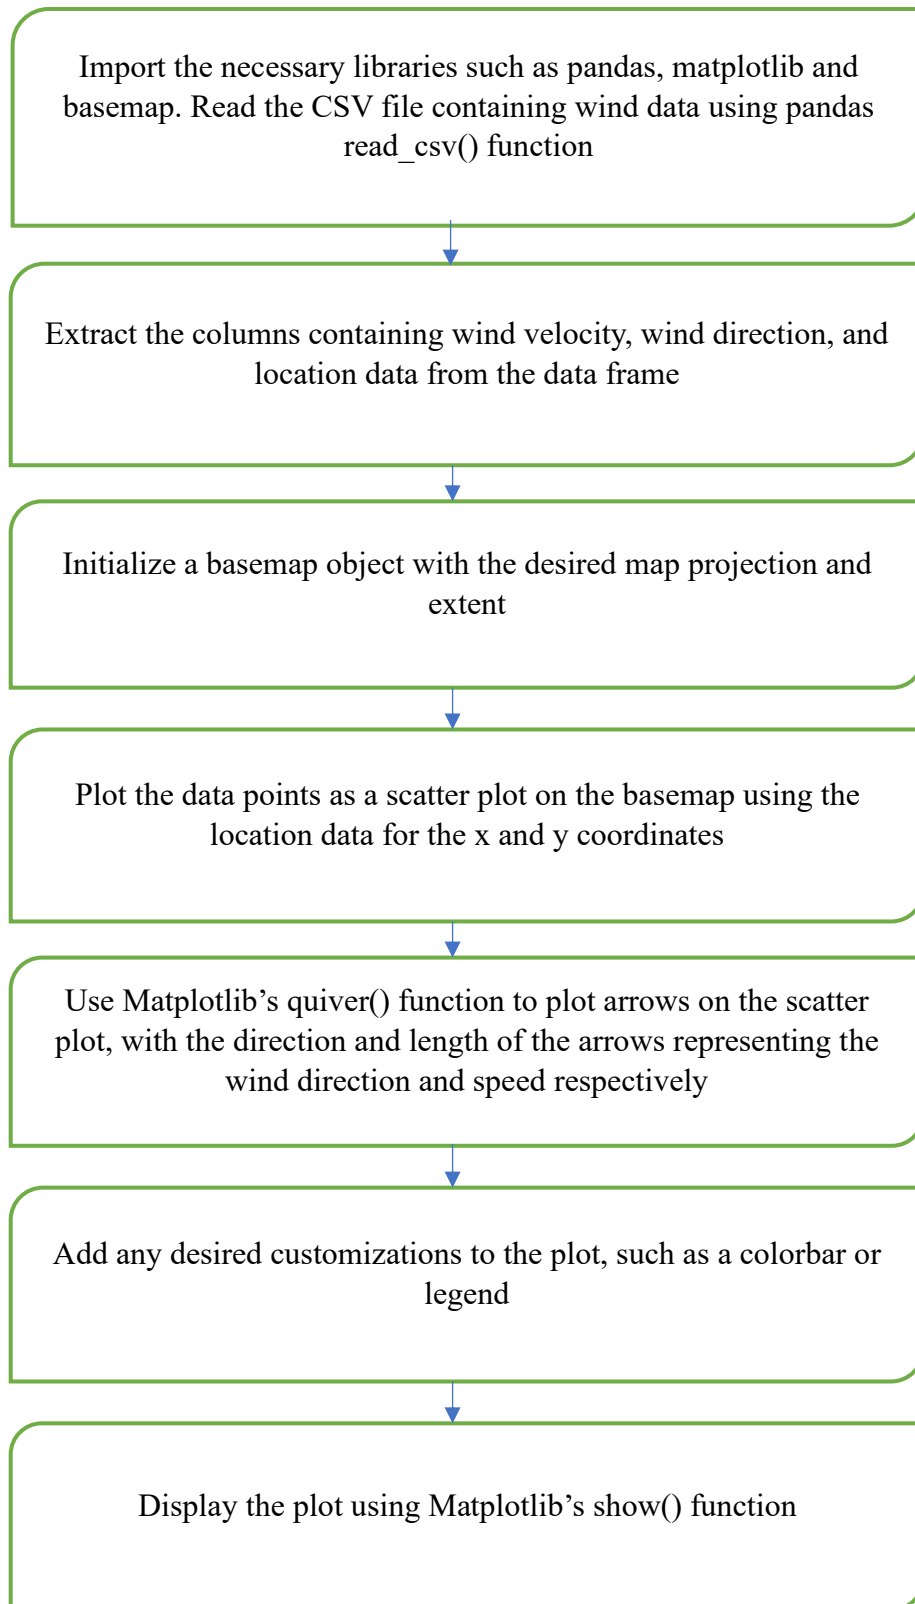 Import the necessary libraries such as pandas, matplotlib and
basemap. Read the CSV file containing wind data using pandas
read_csv() function
Extract the columns containing wind velocity, wind direction, and
location data from the data frame
Initialize a basemap object with the desired map projection and
extent
Plot the data points as a scatter plot on the basemap using the
location data for the x and y coordinates
Use Matplotlib’s quiver() function to plot arrows on the scatter
plot, with the direction and length of the arrows representing the
wind direction and speed respectively
Add any desired customizations to the plot, such as a colorbar or
legend
Display the plot using Matplotlib’s show() function